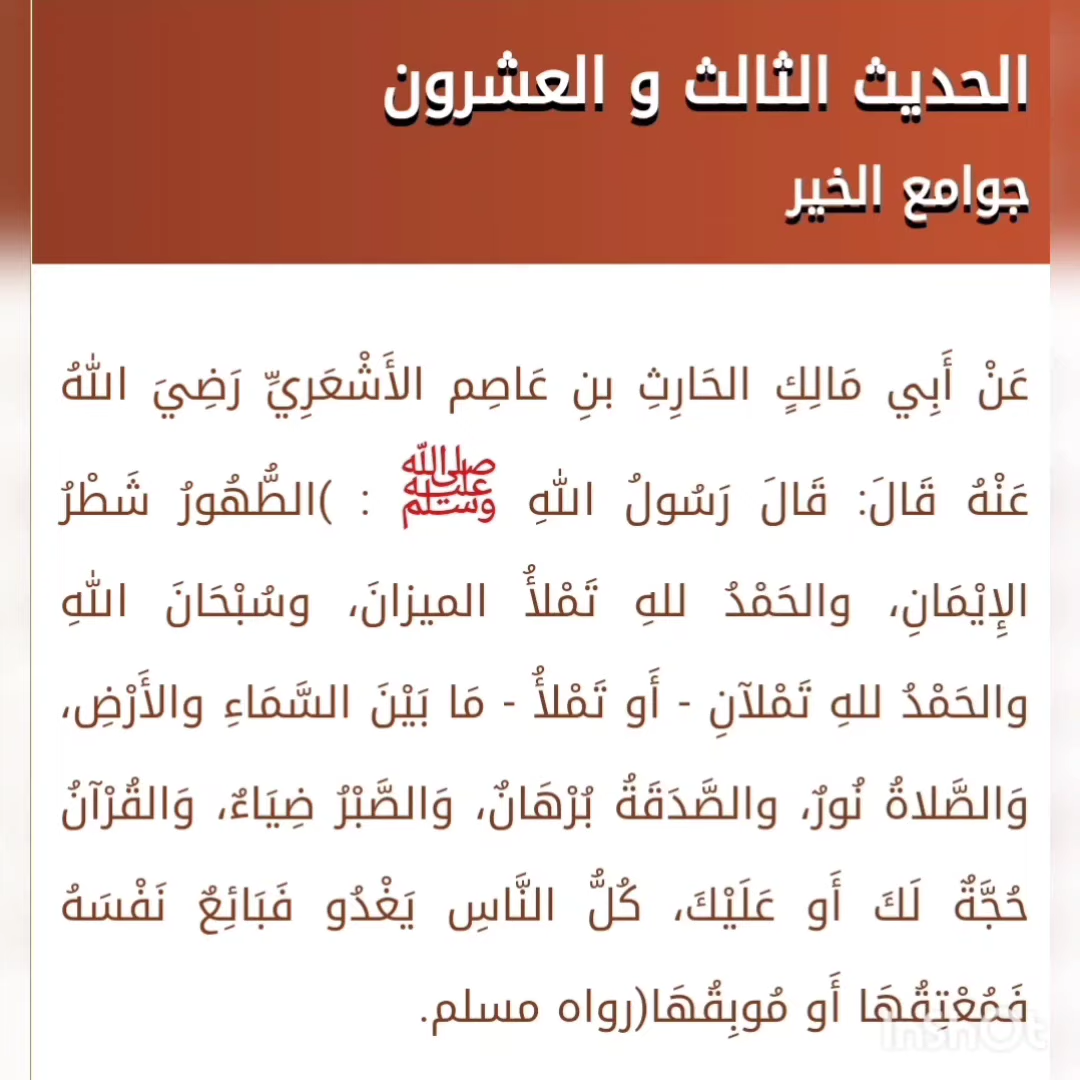 الحديث الثالث و العشرون
جوامع الخير
عَنْ أَبِي مَالِكٍ الحَارِثِ بنِ عَاصِم الأَشْعَرِيِّ رَضِيَ اللهُ
عَنْهُ قَالَ: قَالَ رَسُولُ اللهِ ﷺ : )الطُّهُورُ شَطْرُ
الإِيْمَانِ، والحَمْدُ للهِ تَمْلأُ الميزانَ، وسُبْحَانَ اللهِ
والحَمْدُ للهِ تَمْلآنِ - أَو تَمْلأُ - مَا بَيْنَ السَّمَاءِ والأَرْضِ،
وَالصَّلاةُ نُورٌ، والصَّدَقَةُ بُرْهَانٌ، وَالصَّبْرُ ضِيَاءٌ، وَالقُرْآنُ
حُجَّةٌ لَكَ أَو عَلَيْكَ، كُلُّ النَّاسِ يَغْدُو فَبَائِعٌ نَفْسَهُ
فَمُعْتِقُهَا أَو مُوبِقُهَا(رواه مسلم.
InShOt